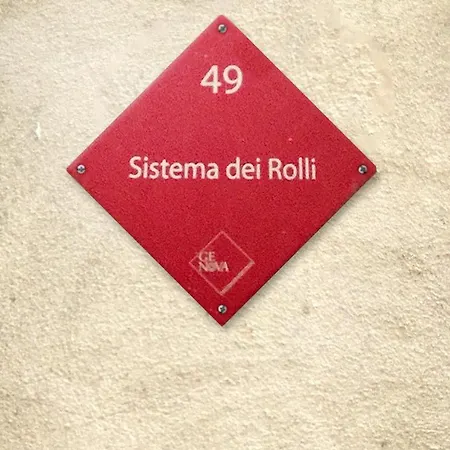 49
Sistema dei Rolli
GE
NOVA